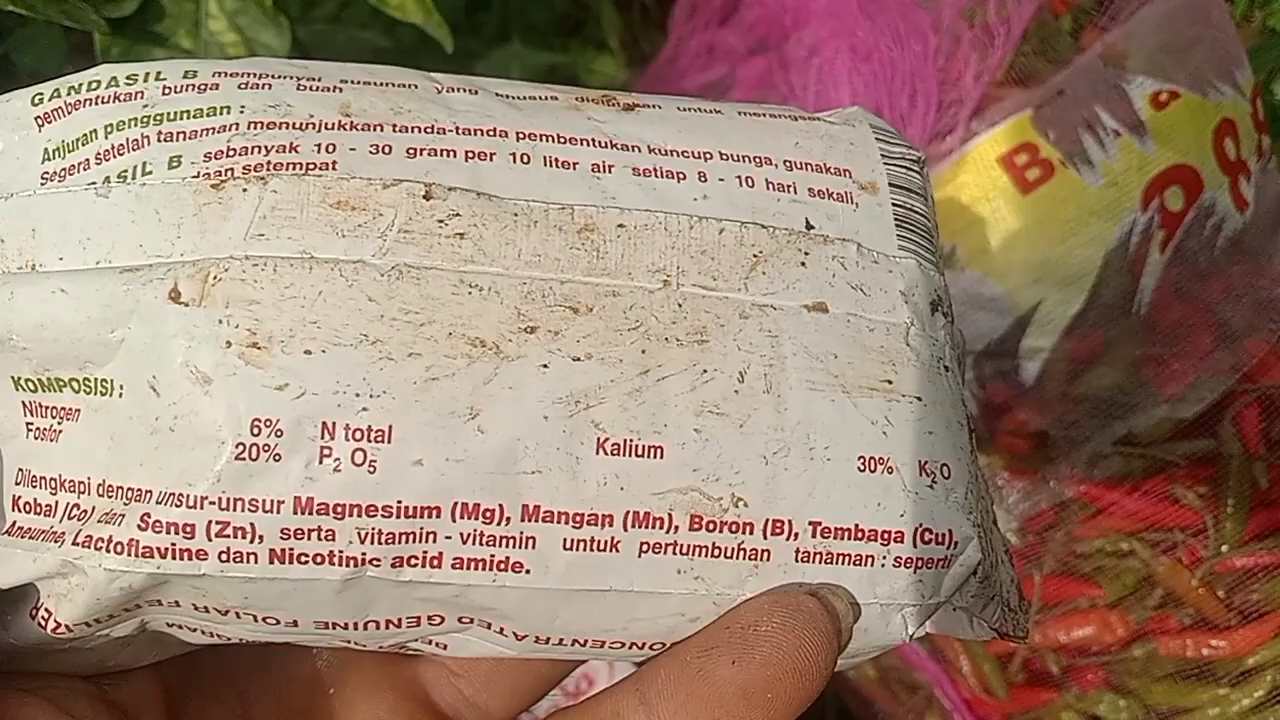 GANDASIL B mempunyai susunan yang khusus diciptakan untuk merangsang
pembentukan bunga dan buah
Anjuran penggunaan :
Segera setelah tanaman menunjukkan tanda-tanda pembentukan kuncup bunga, gunakan
GANDASIL B sebanyak 10 - 30 gram per 10 liter air setiap 8 - 10 hari sekali,
setempat
KOMPOSISI :
Nitrogen 6% N total Kalium 30% K₂O
Fosfor 20% P₂ O₅
Dilengkapi dengan unsur-unsur Magnesium (Mg), Mangan (Mn), Boron (B), Tembaga (Cu),
Kobal (Co) dan Seng (Zn), serta vitamin - vitamin untuk pertumbuhan tanaman : seperti
Aneurine, Lactoflavine dan Nicotinic acid amide.
CONCENTRATED GENUINE FOLIAR FERTILIZER
GRAM
B